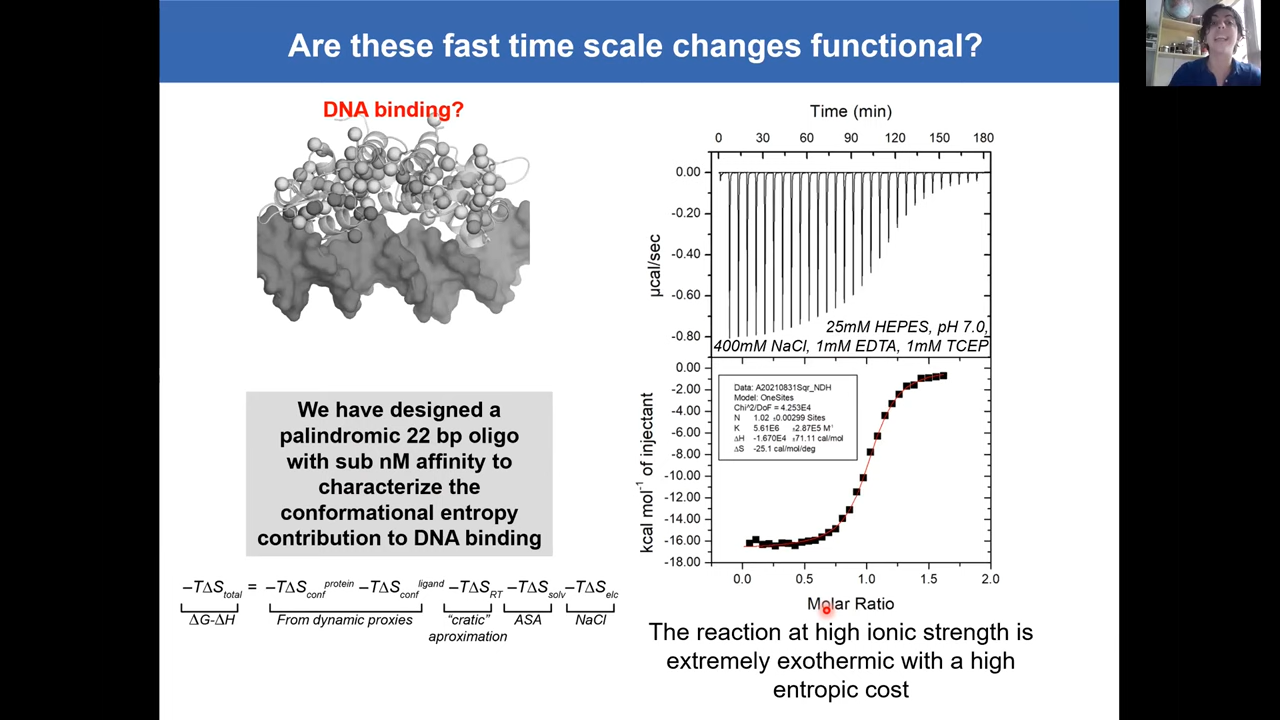 Are these fast time scale changes functional?
DNA binding?
We have designed a
palindromic 22 bp oligo
with sub nM affinity to
characterize the
conformational entropy
contribution to DNA binding
–TΔStotal = –TΔSconf protein –TΔSconf ligand –TΔSRT –TΔSsolv –TΔSelc
ΔG-ΔH From dynamic proxies "cratic" ASA NaCl
aproximation
Time (min)
0 30 60 90 120 150 180
0.00
-0.20
-0.40
-0.60
-0.80
µcal/sec
25mM HEPES, pH 7.0,
400mM NaCl, 1mM EDTA, 1mM TCEP
0.00
-2.00
-4.00
-6.00
-8.00
-10.00
-12.00
-14.00
-16.00
-18.00
kcal mol-1 of injectant
Data: A20210831Sqr_NDH
Model: OneSites
Chi^2/DoF = 4.253E4
N 1.02 ±0.00299 Sites
K 5.61E6 ±2.87E5 M-1
ΔH -1.670E4 ±71.11 cal/mol
ΔS -25.1 cal/mol/deg
0.0 0.5 1.0 1.5 2.0
Molar Ratio
The reaction at high ionic strength is
extremely exothermic with a high
entropic cost